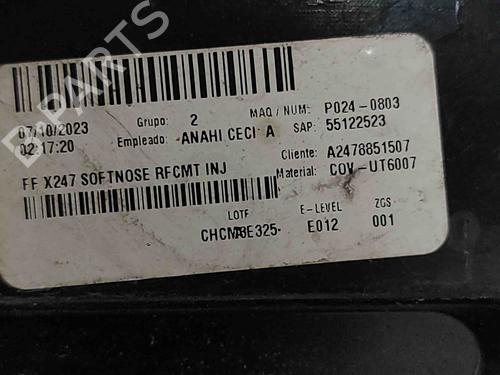 07/10/2023
02:17:20
Grupo: 2
Empleado: ANAHI CECI A
MAQ / NUM: P024-0803
SAP: 55122523
Cliente: A2478851507
Material: COV-UT6007
FF X247 SOFTNOSE RFCMT INJ
LOTE E-LEVEL ZGS
E012 001
B-PARTS